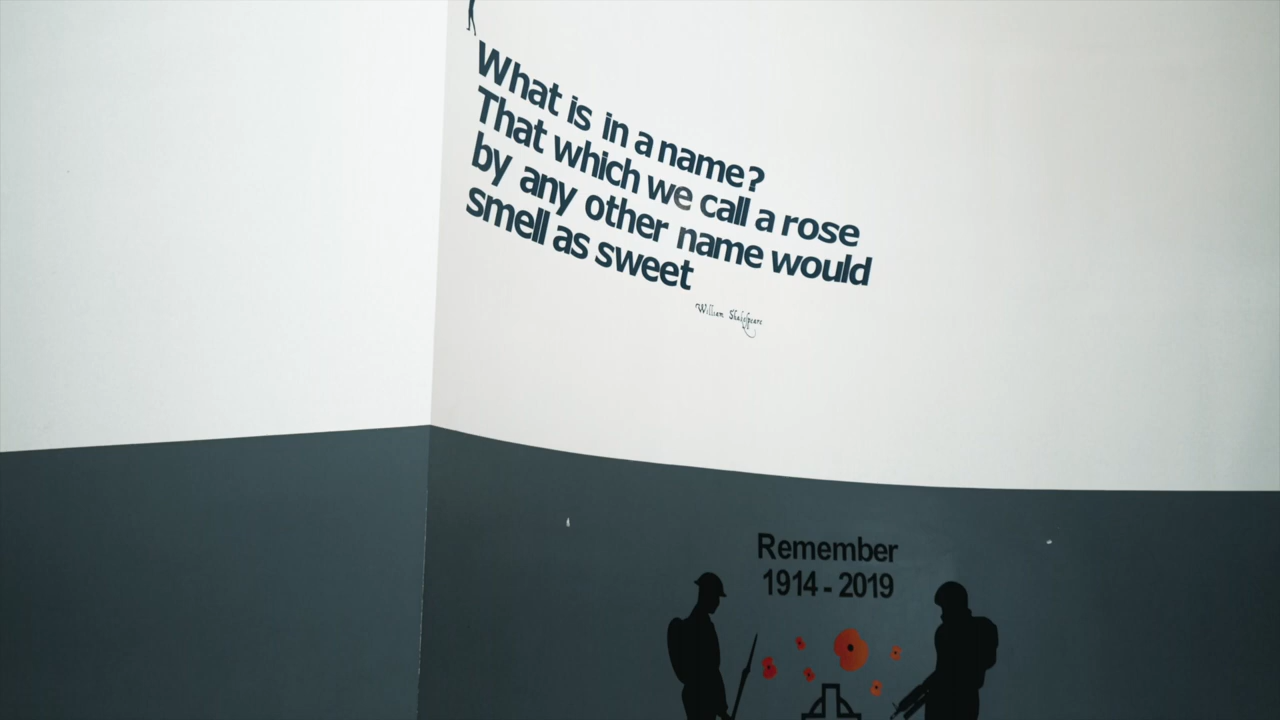 What is in a name?
That which we call a rose
by any other name would
smell as sweet
William Shakespeare
Remember
1914 - 2019